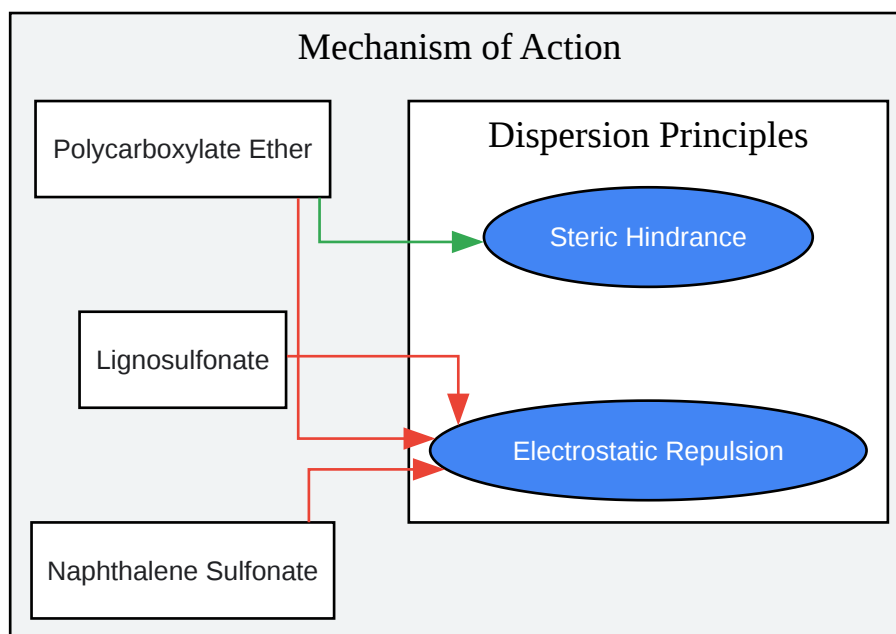 Mechanism of Action
Polycarboxylate Ether
Dispersion Principles
Steric Hindrance
Lignosulfonate
Electrostatic Repulsion
Naphthalene Sulfonate